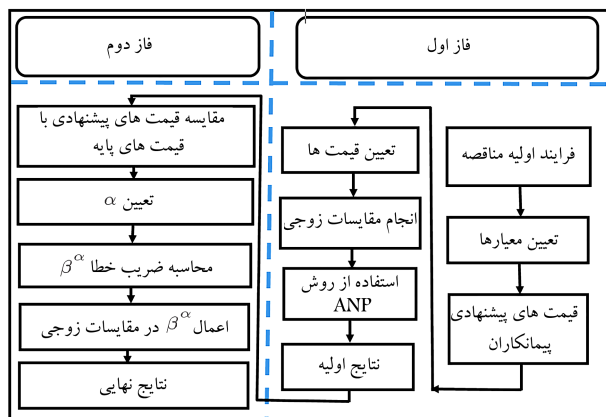 فاز اول
فرایند اولیه مناقصه
تعیین معیارها
قیمت های پیشنهادی
پیمانکاران
تعیین قیمت ها
انجام مقایسات زوجی
استفاده از روش
ANP
نتایج اولیه
فاز دوم
مقایسه قیمت های پیشنهادی با
قیمت های پایه
تعیین α
محاسبه ضریب خطا β^α
اعمال β^α در مقایسات زوجی
نتایج نهایی